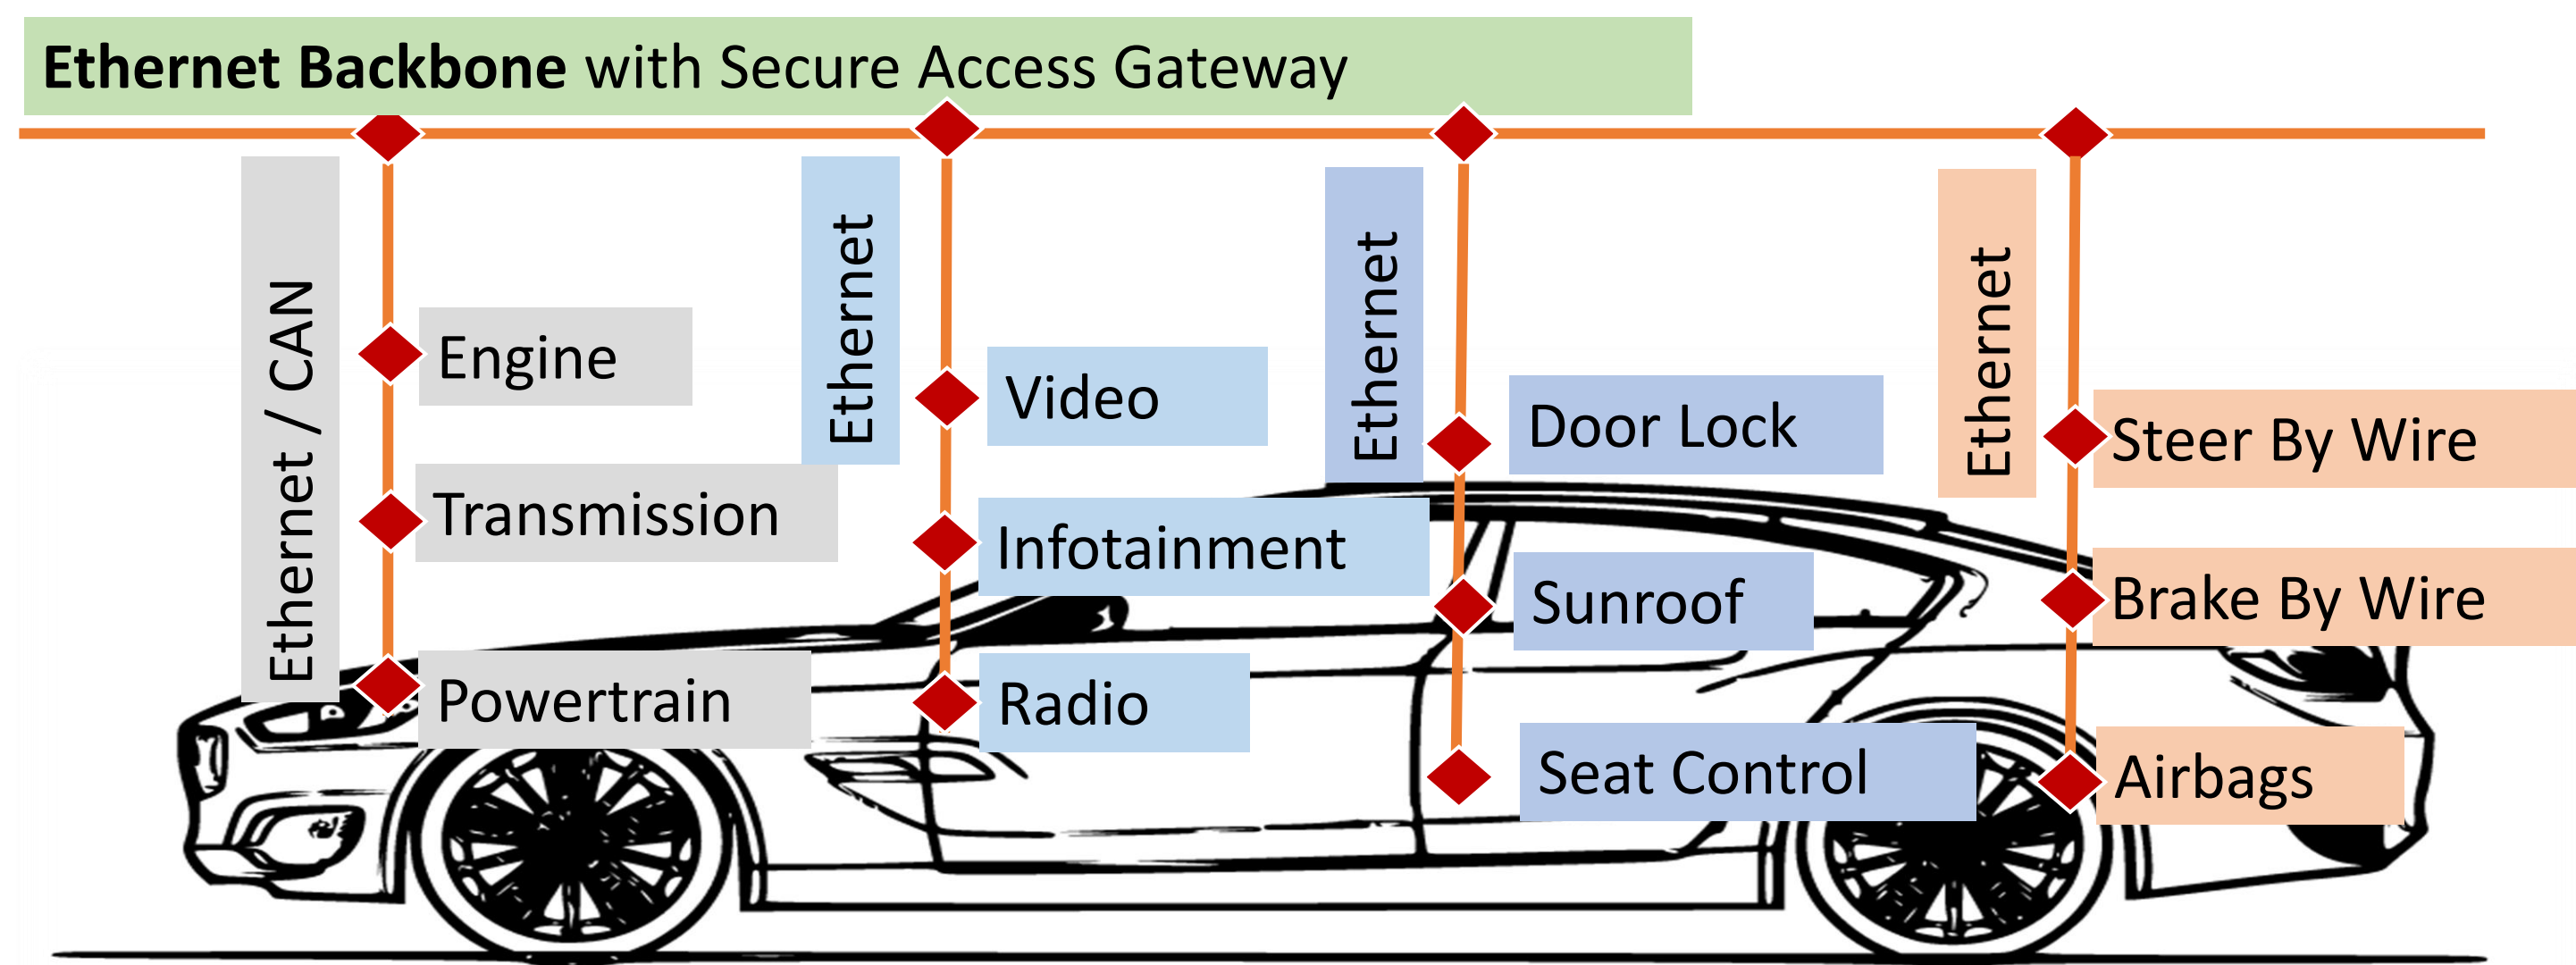 Ethernet Backbone with Secure Access Gateway
Ethernet / CAN
Engine
Transmission
Powertrain
Ethernet
Video
Infotainment
Radio
Ethernet
Door Lock
Sunroof
Seat Control
Ethernet
Steer By Wire
Brake By Wire
Airbags